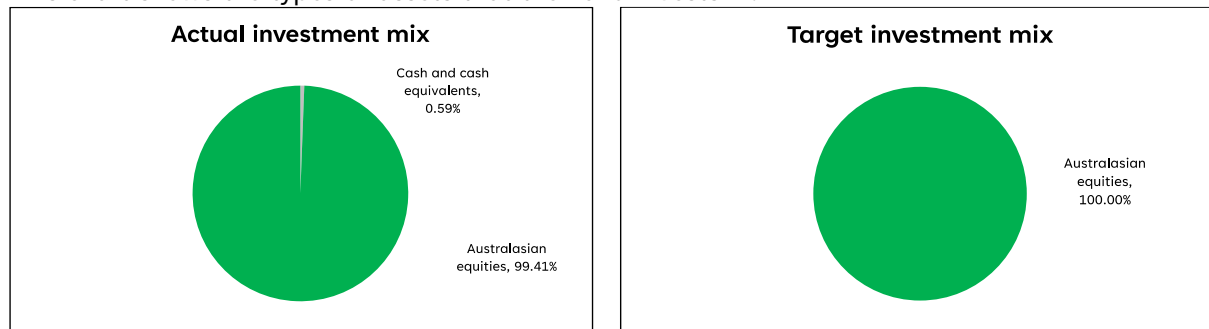 Actual investment mix
Cash and cash
equivalents,
0.59%
Australasian
equities, 99.41%
Target investment mix
Australasian
equities,
100.00%